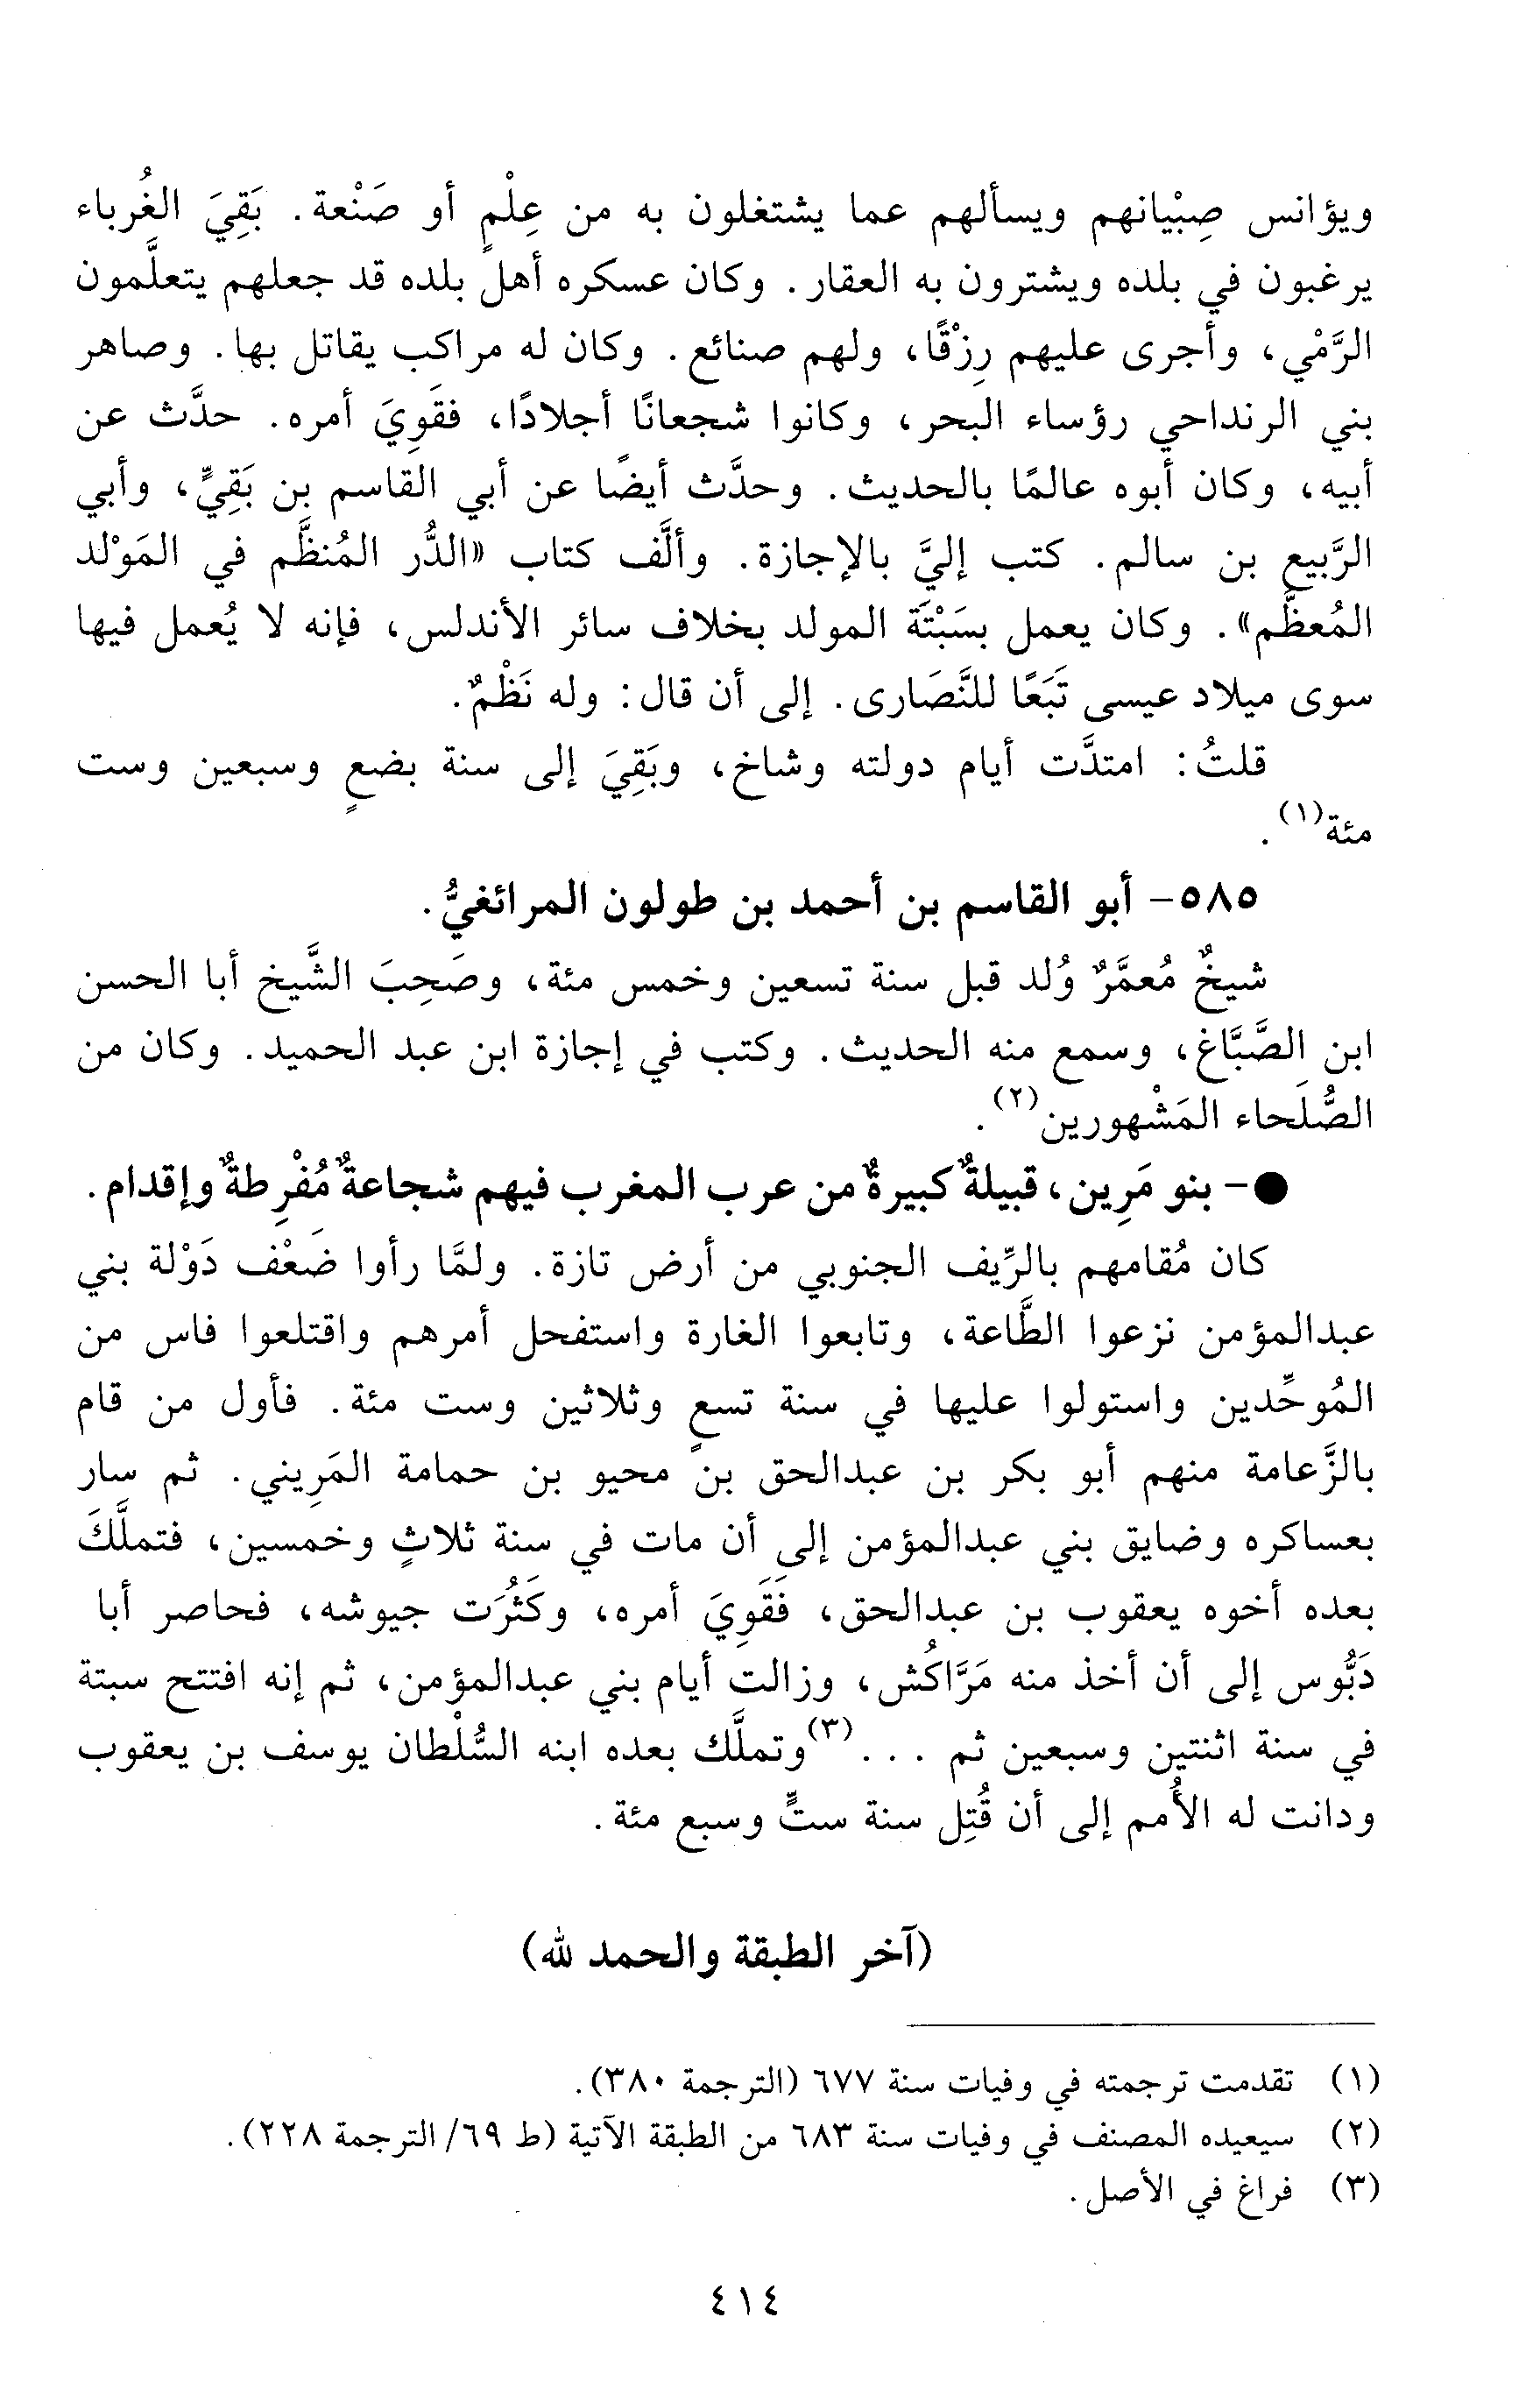 ويؤانس صِبْيانهم ويسألهم عما يشتغلون به من عِلْمٍ أو صَنْعة. بَقِيَ الغُرباء
يرغبون في بلده ويشترون به العقار. وكان عسكره أهلَ بلده قد جعلهم يتعلَّمون
الرَّمْي، وأجرى عليهم رِزْقًا، ولهم صنائع. وكان له مراكب يقاتل بها. وصاهر
بني الرنداحي رؤساء البحر، وكانوا شجعانًا أجلادًا، فقَوِيَ أمره. حدَّث عن
أبيه، وكان أبوه عالمًا بالحديث. وحدَّث أيضًا عن أبي القاسم بن بَقِيٍّ، وأبي
الرَّبيع بن سالم. كتب إليَّ بالإجازة. وألَّف كتاب «الدُّر المُنظَّم في المَوْلد
المُعظَّم». وكان يعمل بسَبْتَة المولد بخلاف سائر الأندلس، فإنه لا يُعمل فيها
سوى ميلاد عيسى تَبَعًا للنَّصَارى. إلى أن قال: وله نَظْمٌ.
قلتُ: امتدَّت أيام دولته وشاخ، وبَقِيَ إلى سنة بضعٍ وسبعين وست
مئة(١).
٥٨٥- أبو القاسم بن أحمد بن طولون المرائغيُّ.
شيخٌ مُعمَّرٌ وُلد قبل سنة تسعين وخمس مئة، وصَحِبَ الشَّيخ أبا الحسن
ابن الصَّبَّاغ، وسمع منه الحديث. وكتب في إجازة ابن عبد الحميد. وكان من
الصُّلَحاء المَشْهورين(٢).
● - بنو مَرِين، قبيلةٌ كبيرةٌ من عرب المغرب فيهم شجاعةٌ مُفْرِطةٌ وإقدام.
كان مُقامهم بالرِّيف الجنوبي من أرض تازة. ولمَّا رأوا ضَعْف دَوْلة بني
عبدالمؤمن نزعوا الطَّاعة، وتابعوا الغارة واستفحل أمرهم واقتلعوا فاس من
المُوحِّدين واستولوا عليها في سنة تسعٍ وثلاثين وست مئة. فأول من قام
بالزَّعامة منهم أبو بكر بن عبدالحق بن محيو بن حمامة المَرِيني. ثم سار
بعساكره وضايق بني عبدالمؤمن إلى أن مات في سنة ثلاثٍ وخمسين، فتملَّكَ
بعده أخوه يعقوب بن عبدالحق، فَقَوِيَ أمره، وكَثُرَت جيوشه، فحاصر أبا
دَبُّوس إلى أن أخذ منه مَرَّاكُش، وزالت أيام بني عبدالمؤمن، ثم إنه افتتح سبتة
في سنة اثنتين وسبعين ثم . . .(٣) وتملَّك بعده ابنه السُّلْطان يوسف بن يعقوب
ودانت له الأُمم إلى أن قُتِل سنة ستٍّ وسبع مئة.
(آخر الطبقة والحمد لله)
(١) تقدمت ترجمته في وفيات سنة ٦٧٧ (الترجمة ٣٨٠).
(٢) سيعيده المصنف في وفيات سنة ٦٨٣ من الطبقة الآتية (ط ٦٩/ الترجمة ٢٢٨).
(٣) فراغ في الأصل.
٤١٤